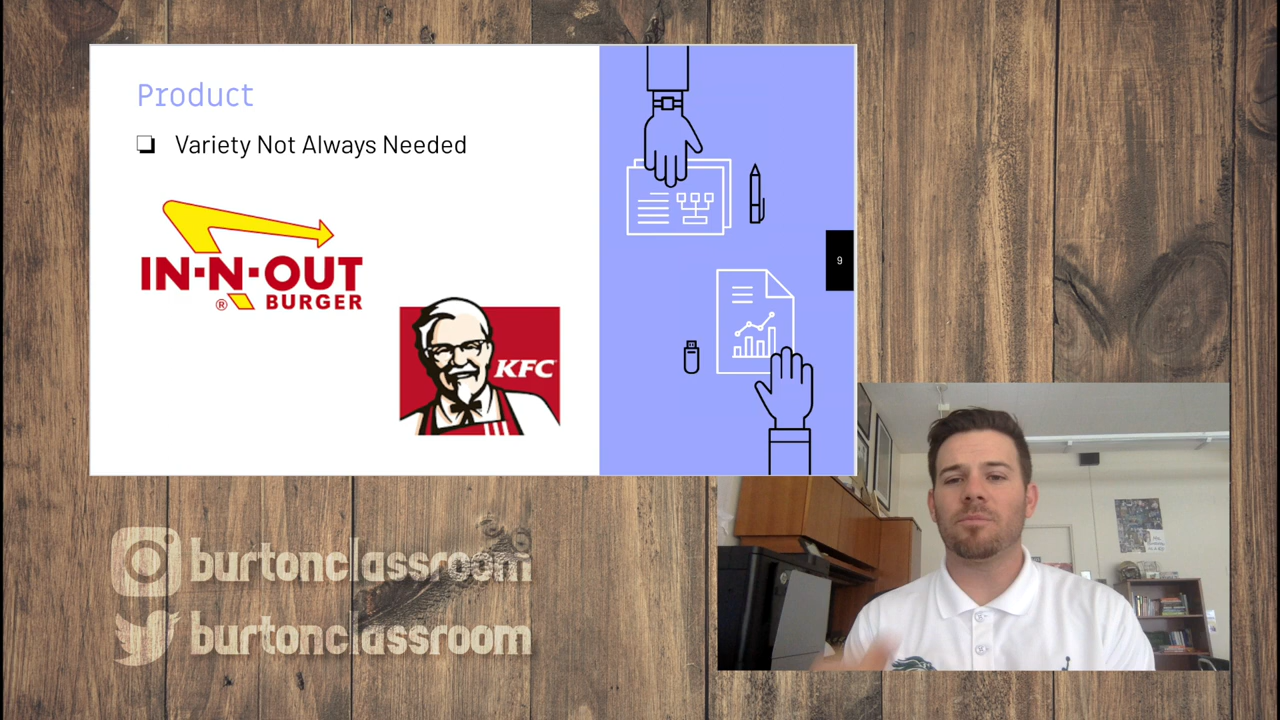 Product
Variety Not Always Needed
IN-N-OUT
® BURGER
KFC
9
burtonclassroom
burtonclassroom